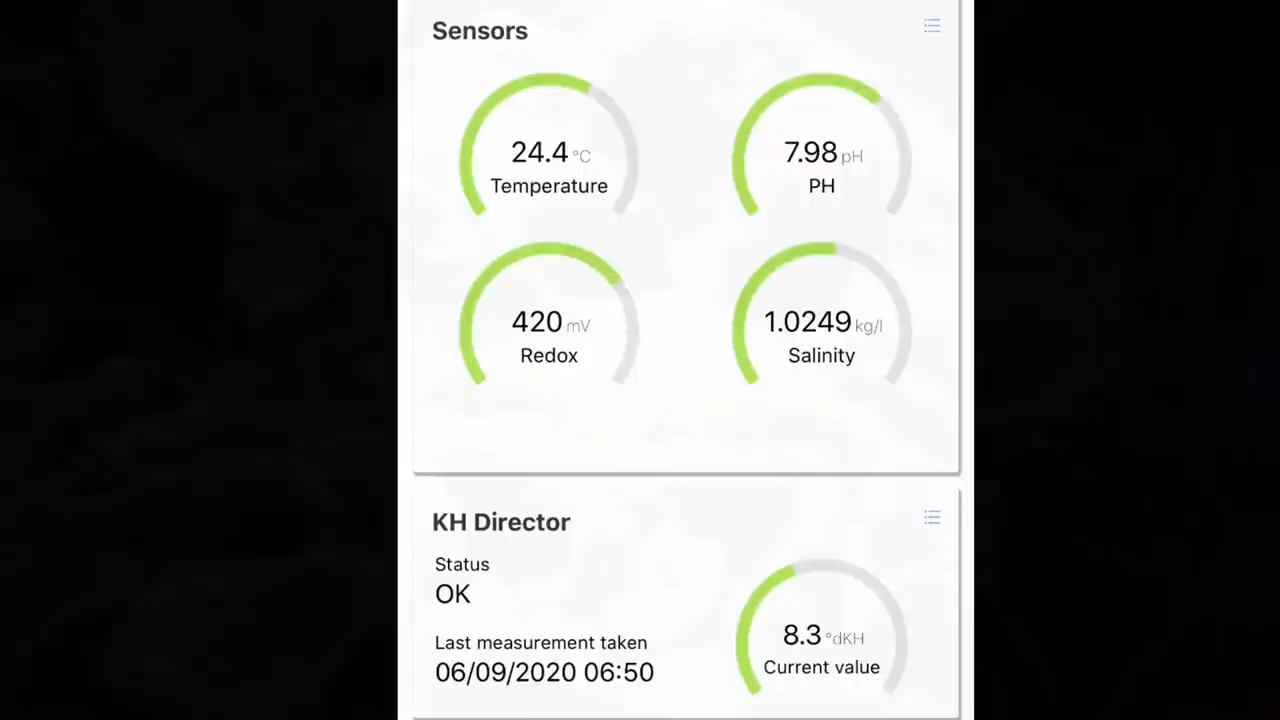 Sensors
24.4 °C
Temperature
7.98 pH
PH
420 mV
Redox
1.0249 kg/l
Salinity
KH Director
Status
OK
Last measurement taken
06/09/2020 06:50
8.3 °dKH
Current value